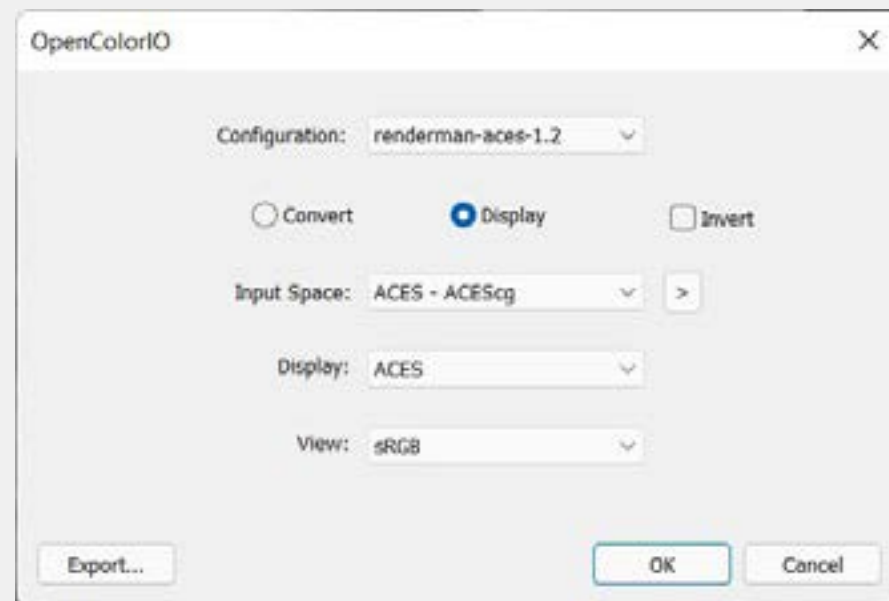 OpenColorIO
Configuration: renderman-aces-1.2
Convert Display Invert
Input Space: ACES - ACEScg >
Display: ACES
View: sRGB
Export... OK Cancel